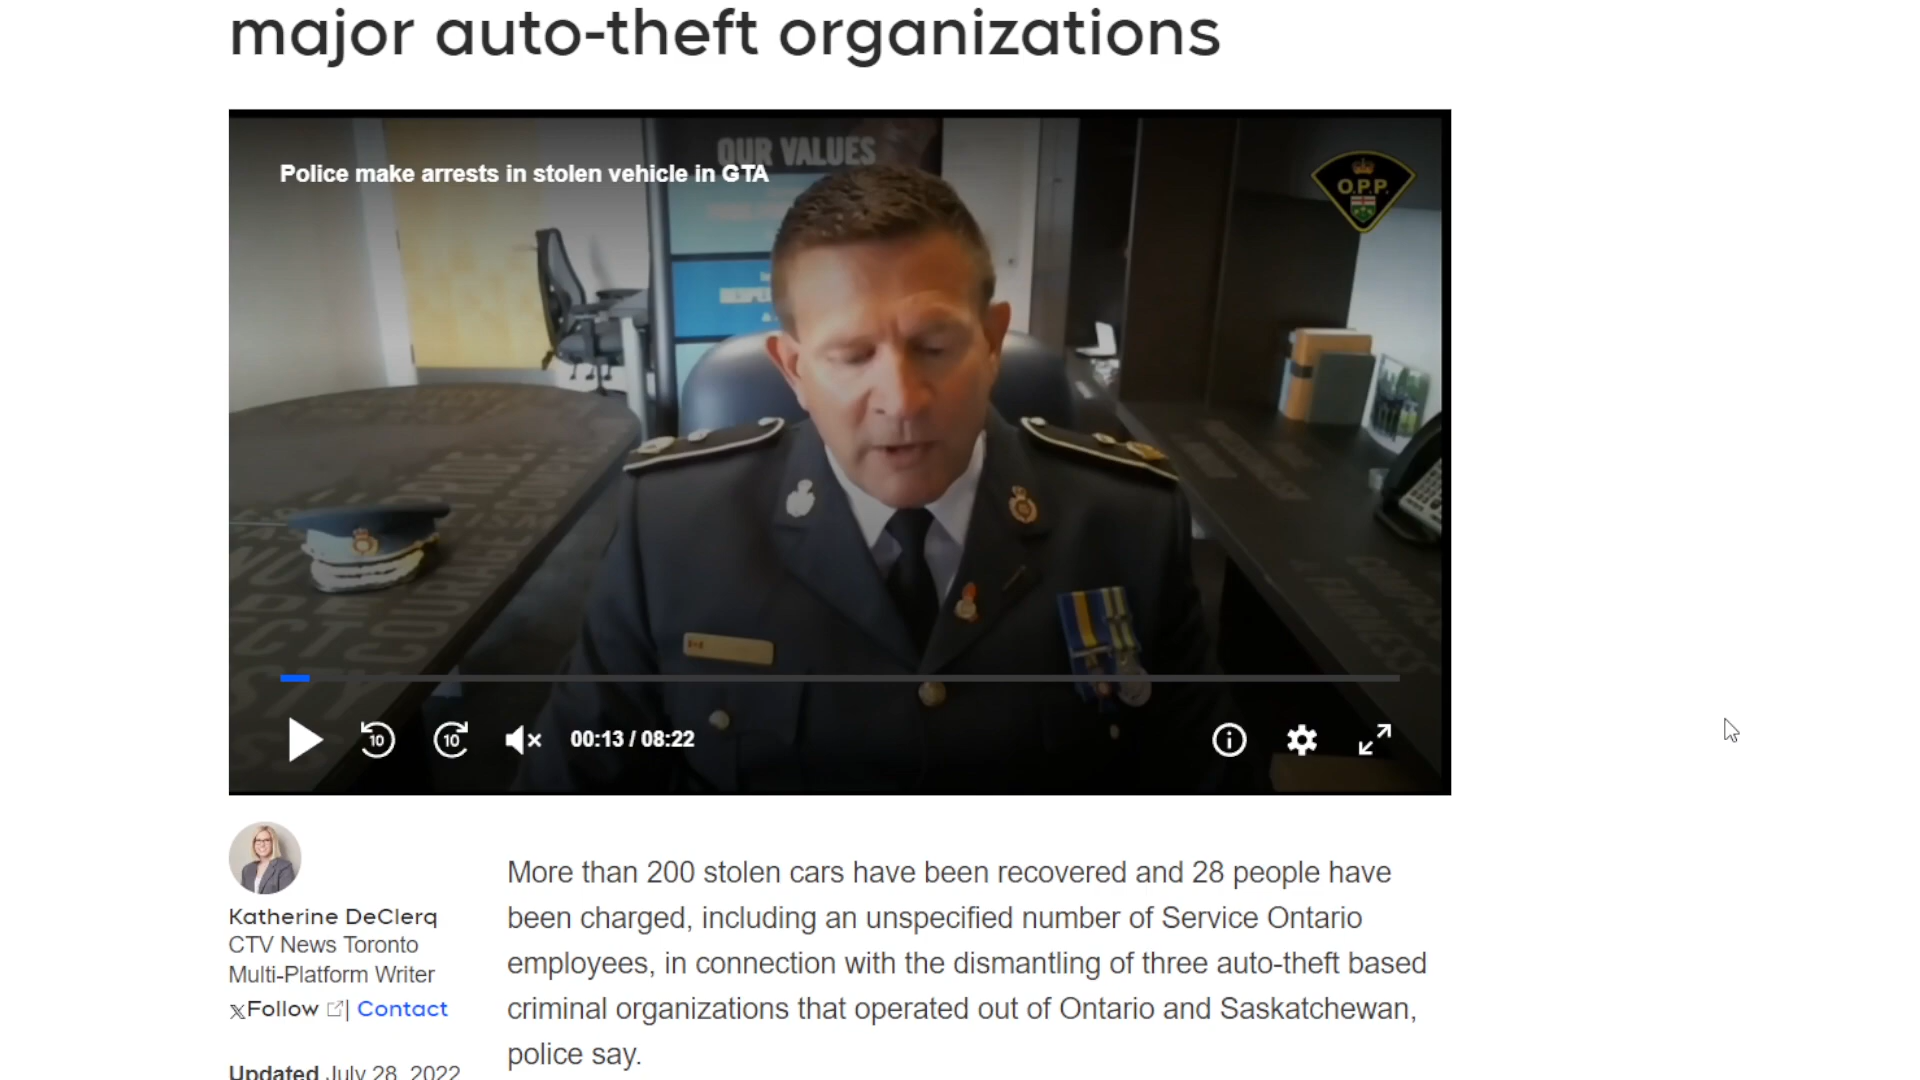 major auto-theft organizations
OUR VALUES
Police make arrests in stolen vehicle in GTA
O.P.P.
10
10
00:13 / 08:22
Katherine DeClerq
CTV News Toronto
Multi-Platform Writer
Follow | Contact
Updated July 28, 2022
More than 200 stolen cars have been recovered and 28 people have
been charged, including an unspecified number of Service Ontario
employees, in connection with the dismantling of three auto-theft based
criminal organizations that operated out of Ontario and Saskatchewan,
police say.